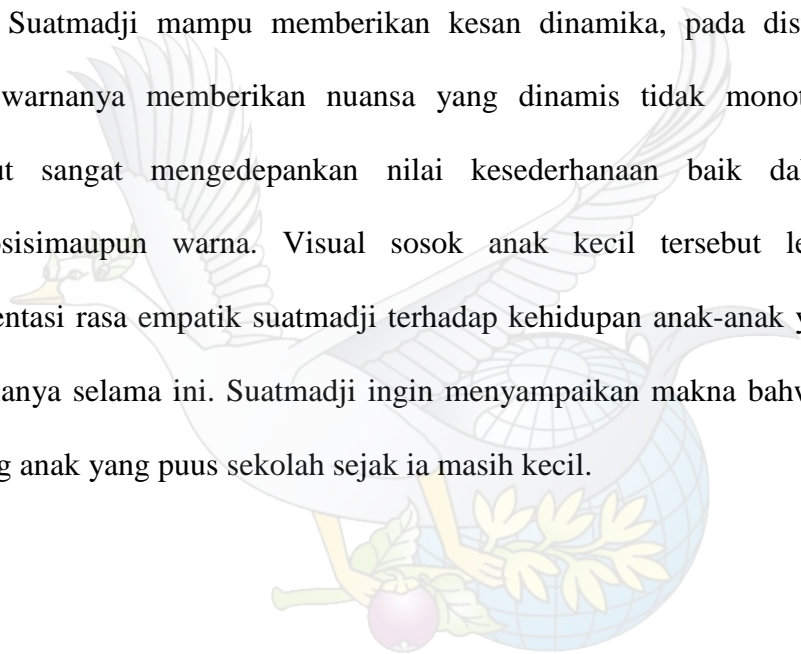 Suatmadji mampu memberikan kesan dinamika, pada dis
warnanya memberikan nuansa yang dinamis tidak monot
ut sangat mengedepankan nilai kesederhanaan baik dal
sisimaupun warna. Visual sosok anak kecil tersebut le
entasi rasa empatik suatmadji terhadap kehidupan anak-anak y
anya selama ini. Suatmadji ingin menyampaikan makna bahw
g anak yang puus sekolah sejak ia masih kecil.